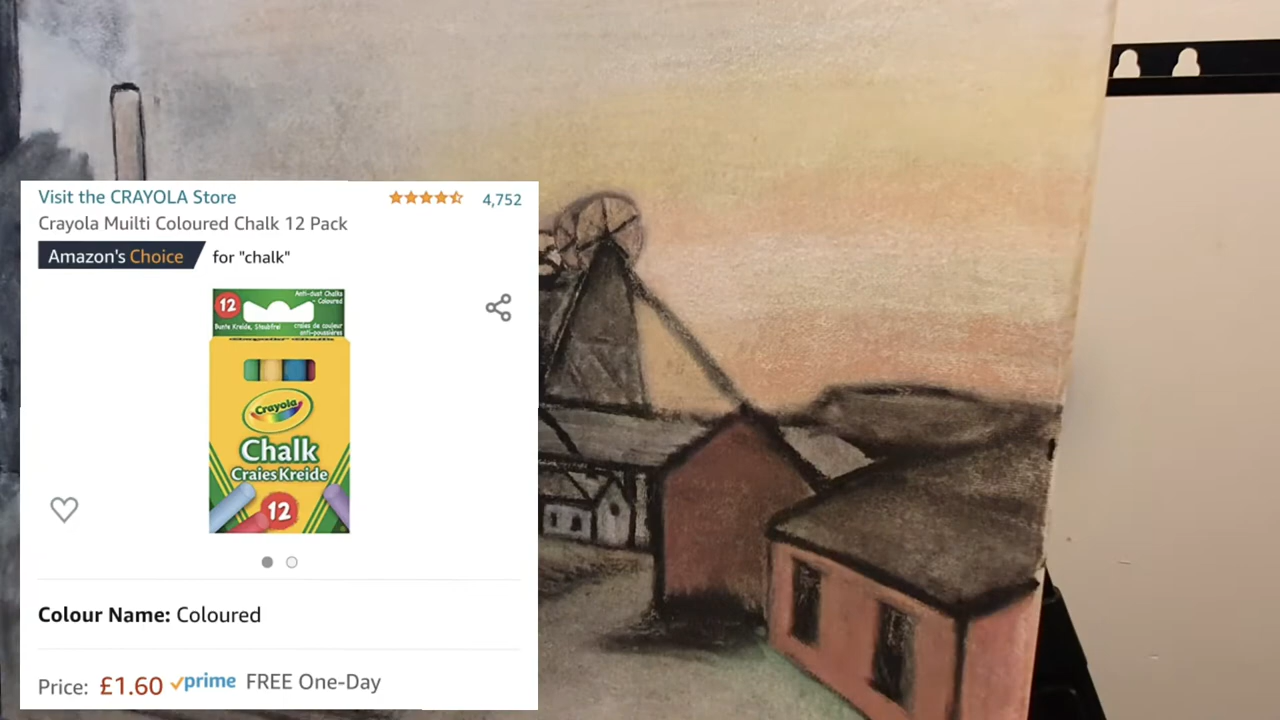 Visit the CRAYOLA Store
4,752
Crayola Muilti Coloured Chalk 12 Pack
Amazon's Choice for "chalk"
12
Anti-dust Chalks
- Coloured
Bunte Kreide, Staubfrei
craies de couleur
anti-poussières
Crayola
Chalk
Craies Kreide
12
Colour Name: Coloured
Price: £1.60 prime FREE One-Day